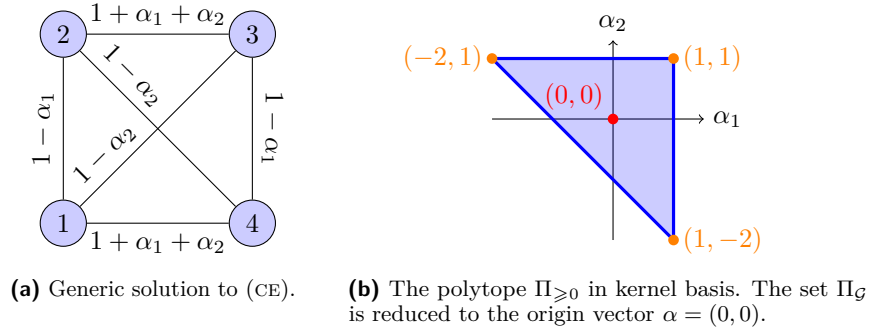 1 + α₁ + α₂
2
3
1 − α₂
1 − α₁
1 − α₂
1 − α₁
1
4
1 + α₁ + α₂
(a) Generic solution to (CE).
α₂
(−2, 1)
(1, 1)
(0, 0)
α₁
(1, −2)
(b) The polytope Π⩾0 in kernel basis. The set Π𝒢
is reduced to the origin vector α = (0, 0).